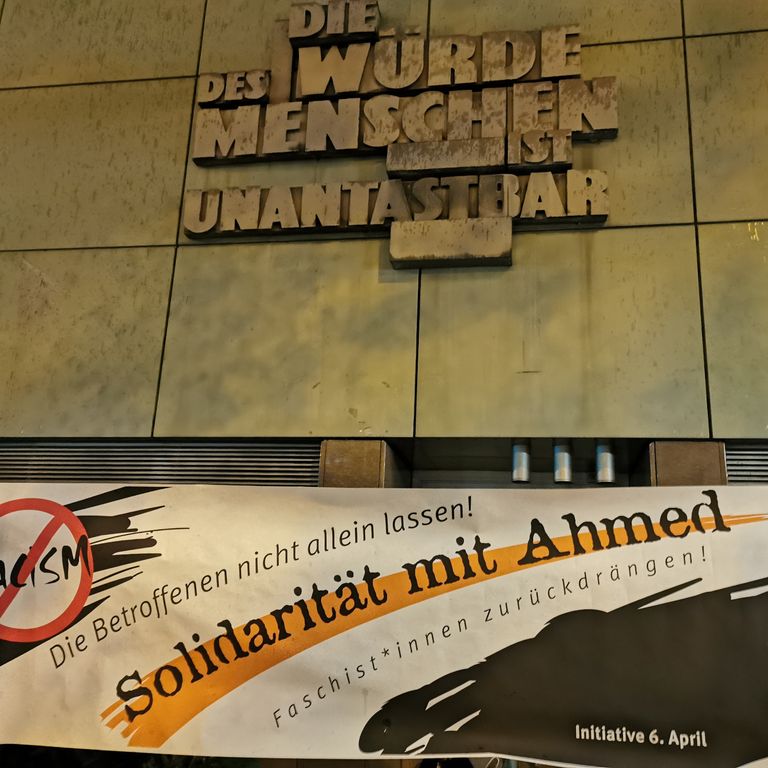 DIE
WÜRDE
DES
MENSCHEN
IST
UNANTASTBAR
ACISM
Die Betroffenen nicht allein lassen!
Solidarität mit Ahmed
Faschist*innen zurückdrängen!
Initiative 6. April